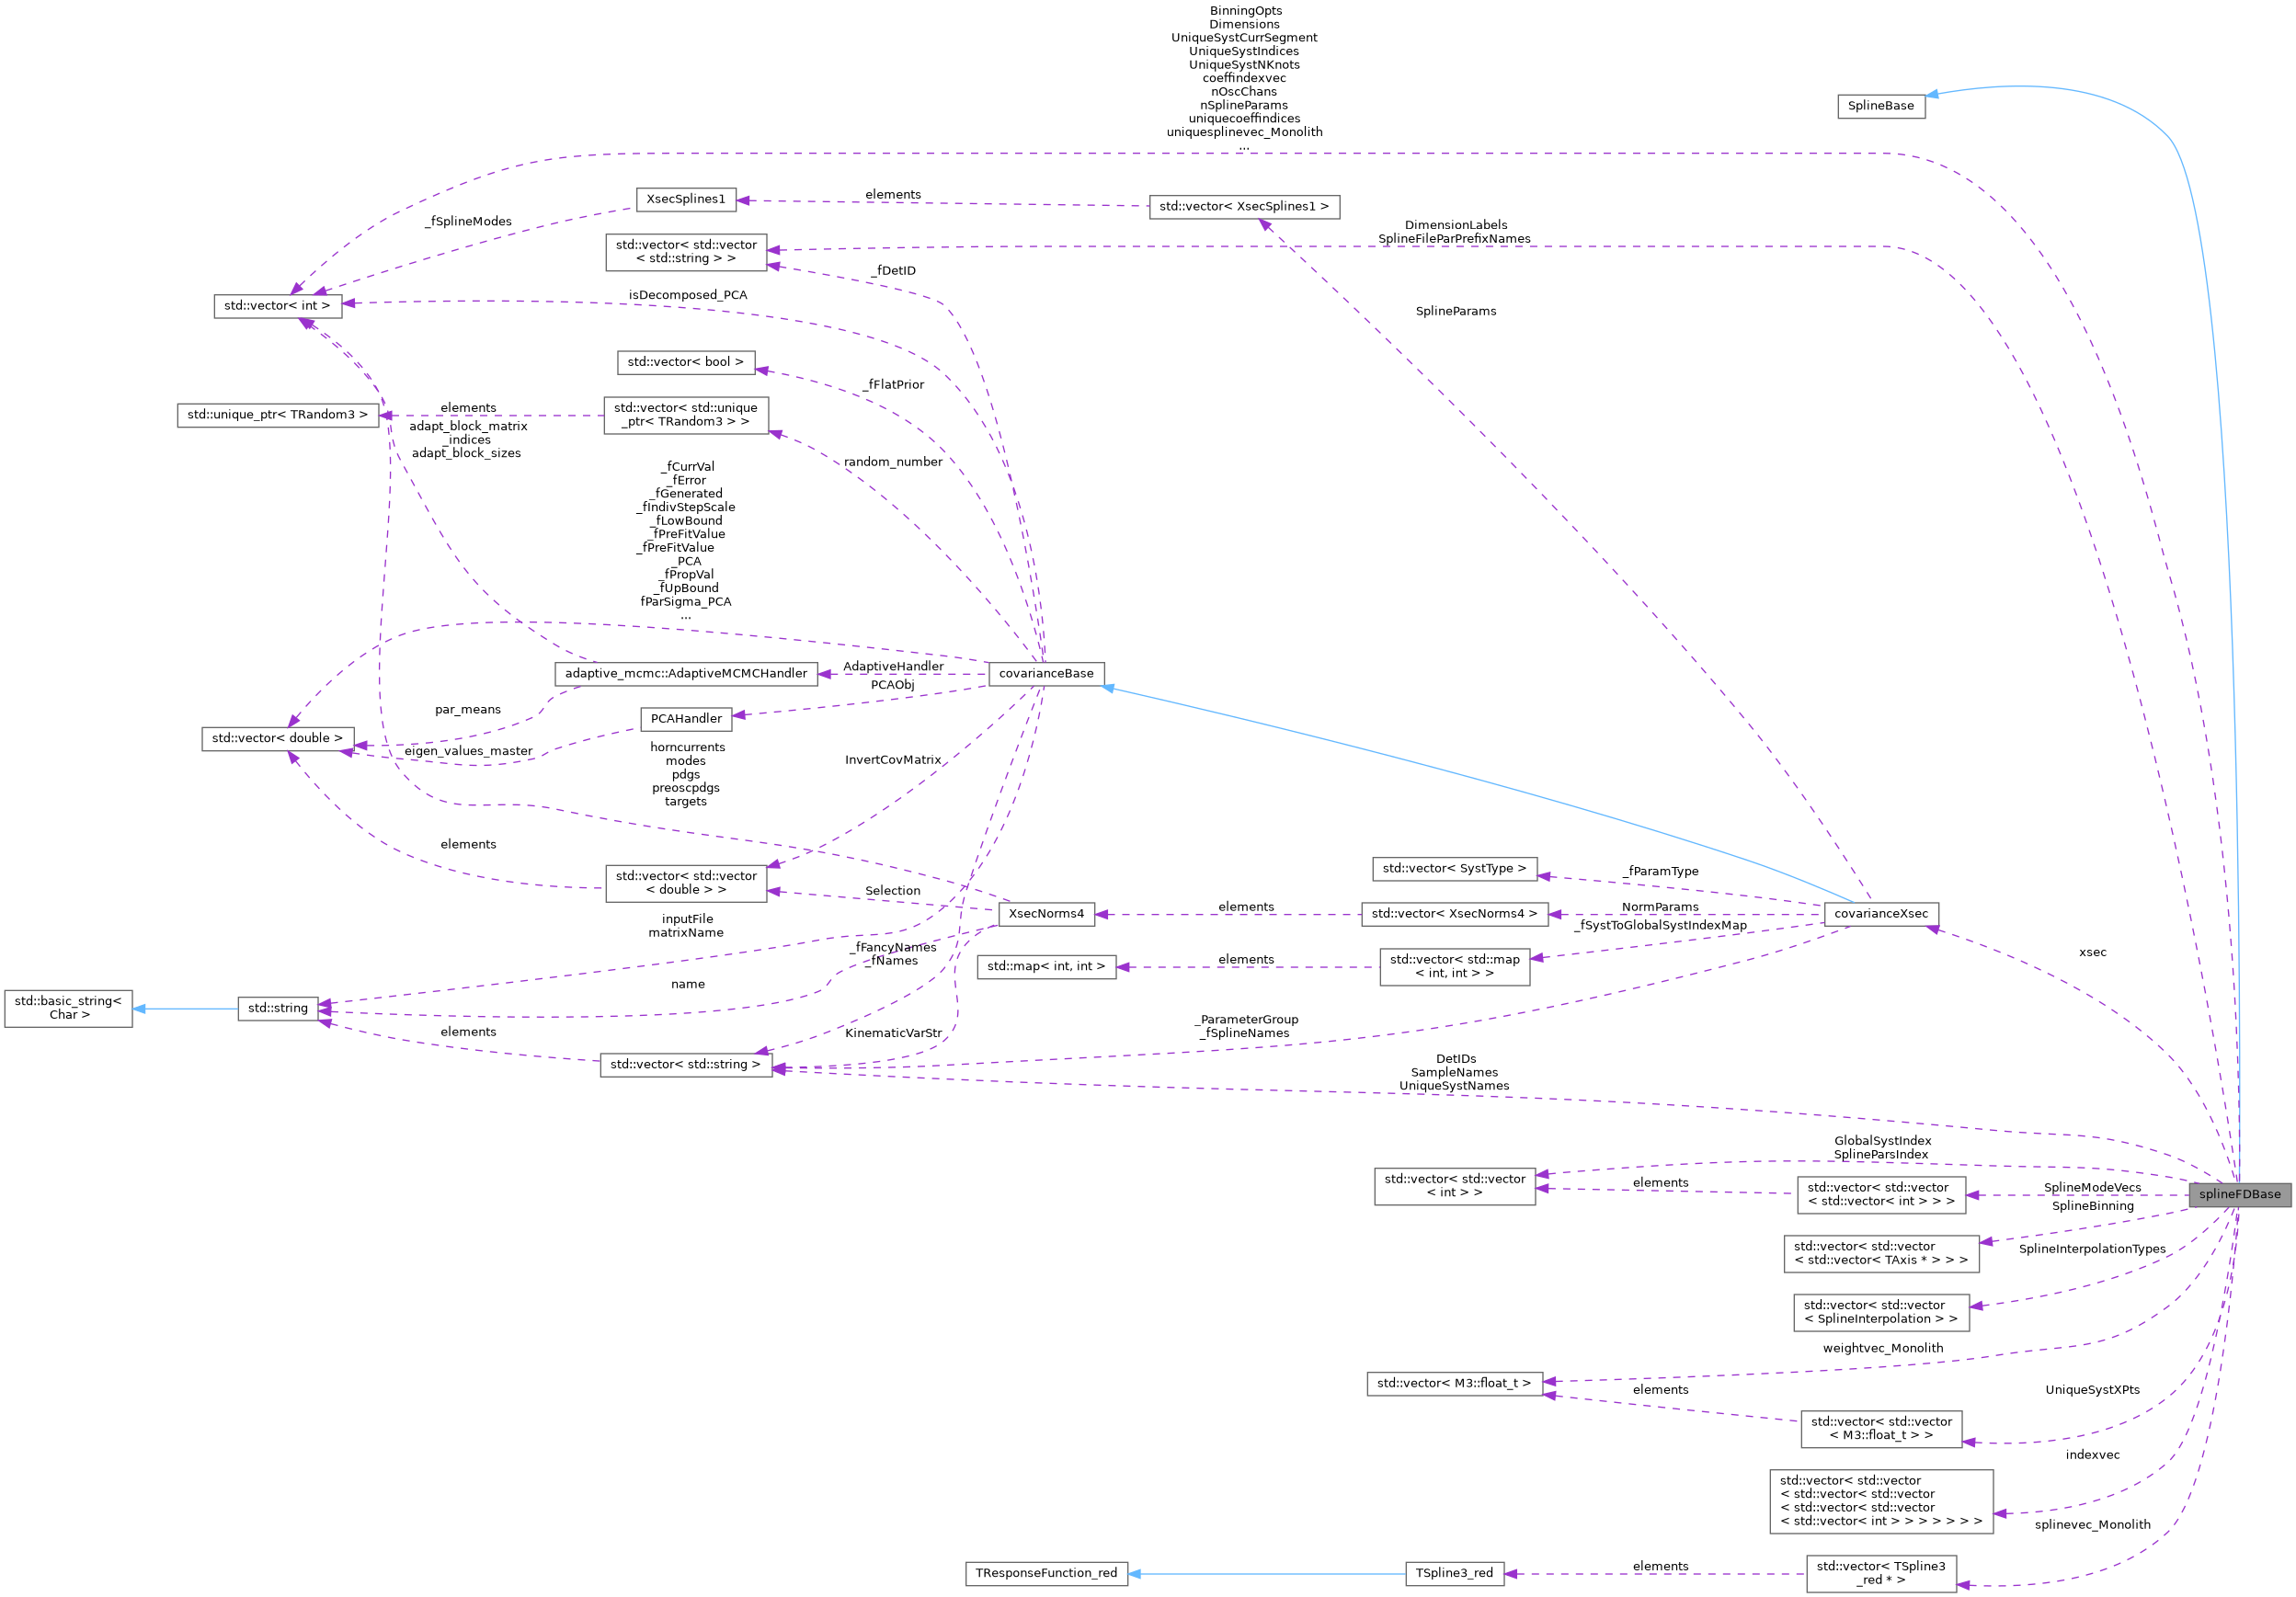 BinningOpts
Dimensions
UniqueSystCurrSegment
UniqueSystIndices
UniqueSystNKnots
coeffindexvec
nOscChans
nSplineParams
uniquecoeffindices
uniquesplinevec_Monolith
...
SplineBase
XsecSplines1
elements
std::vector< XsecSplines1 >
_fSplineModes
DimensionLabels
SplineFileParPrefixNames
std::vector< std::vector
< std::string > >
_fDetID
std::vector< int >
isDecomposed_PCA
SplineParams
std::vector< bool >
_fFlatPrior
std::unique_ptr< TRandom3 >
elements
std::vector< std::unique
_ptr< TRandom3 > >
adapt_block_matrix
_indices
adapt_block_sizes
random_number
_fCurrVal
_fError
_fGenerated
_fIndivStepScale
_fLowBound
_fPreFitValue
_fPreFitValue
_PCA
_fPropVal
_fUpBound
fParSigma_PCA
...
adaptive_mcmc::AdaptiveMCMCHandler
AdaptiveHandler
covarianceBase
PCAObj
par_means
PCAHandler
std::vector< double >
eigen_values_master
horncurrents
modes
pdgs
preoscpdgs
targets
InvertCovMatrix
elements
std::vector< std::vector
< double > >
Selection
std::vector< SystType >
_fParamType
XsecNorms4
elements
std::vector< XsecNorms4 >
NormParams
covarianceXsec
_fSystToGlobalSystIndexMap
inputFile
matrixName
_fFancyNames
_fNames
std::map< int, int >
elements
std::vector< std::map
< int, int > >
xsec
name
std::basic_string<
Char >
std::string
elements
KinematicVarStr
_ParameterGroup
_fSplineNames
std::vector< std::string >
DetIDs
SampleNames
UniqueSystNames
GlobalSystIndex
SplineParsIndex
std::vector< std::vector
< int > >
elements
std::vector< std::vector
< std::vector< int > > >
SplineModeVecs
splineFDBase
SplineBinning
std::vector< std::vector
< std::vector< TAxis * > > >
SplineInterpolationTypes
std::vector< std::vector
< SplineInterpolation > >
weightvec_Monolith
std::vector< M3::float_t >
elements
UniqueSystXPts
std::vector< std::vector
< M3::float_t > >
indexvec
std::vector< std::vector
< std::vector< std::vector
< std::vector< std::vector
< std::vector< int > > > > > > >
splinevec_Monolith
TResponseFunction_red
TSpline3_red
elements
std::vector< TSpline3
_red * >